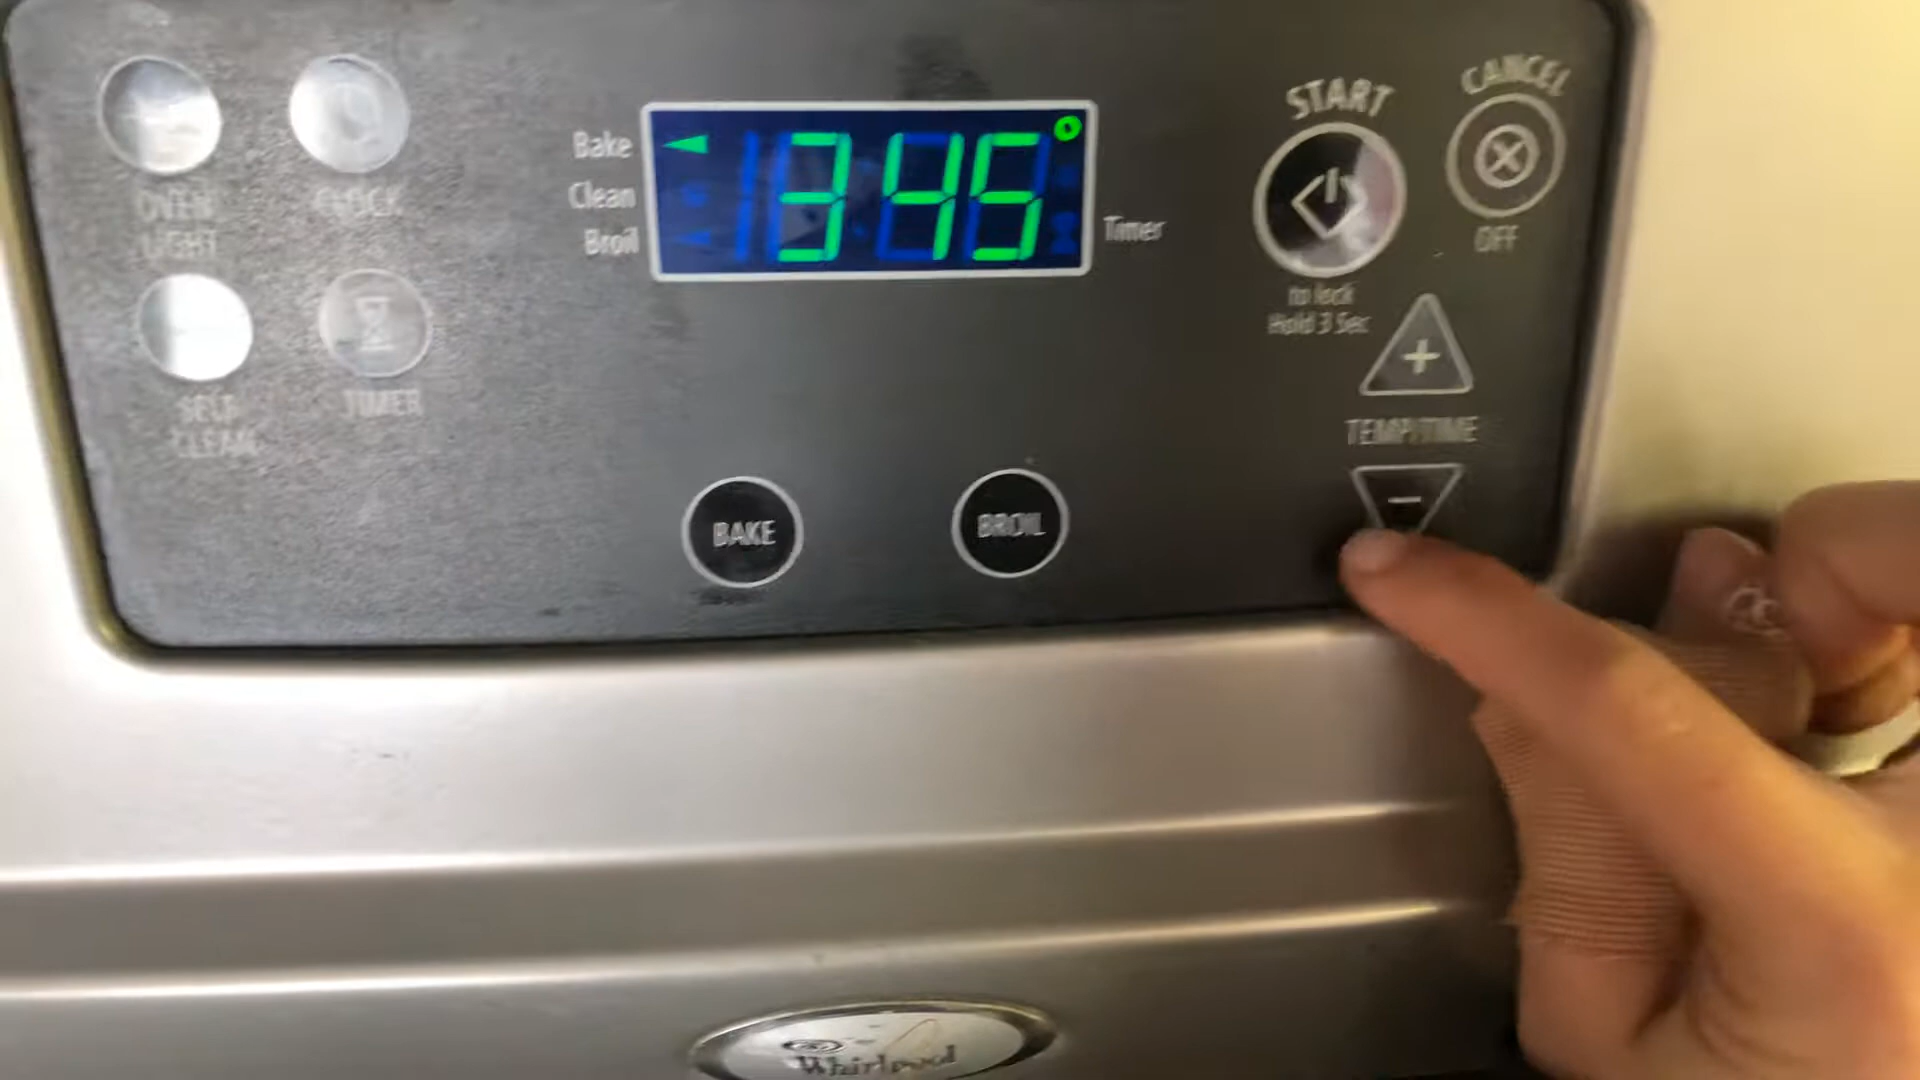 OVEN
LIGHT
CLOCK
SELF
CLEAN
TIMER
Bake
Clean
Broil
345°
Timer
START
to lock
Hold 3 Sec
CANCEL
OFF
TEMP/TIME
BAKE
BROIL
Whirlpool